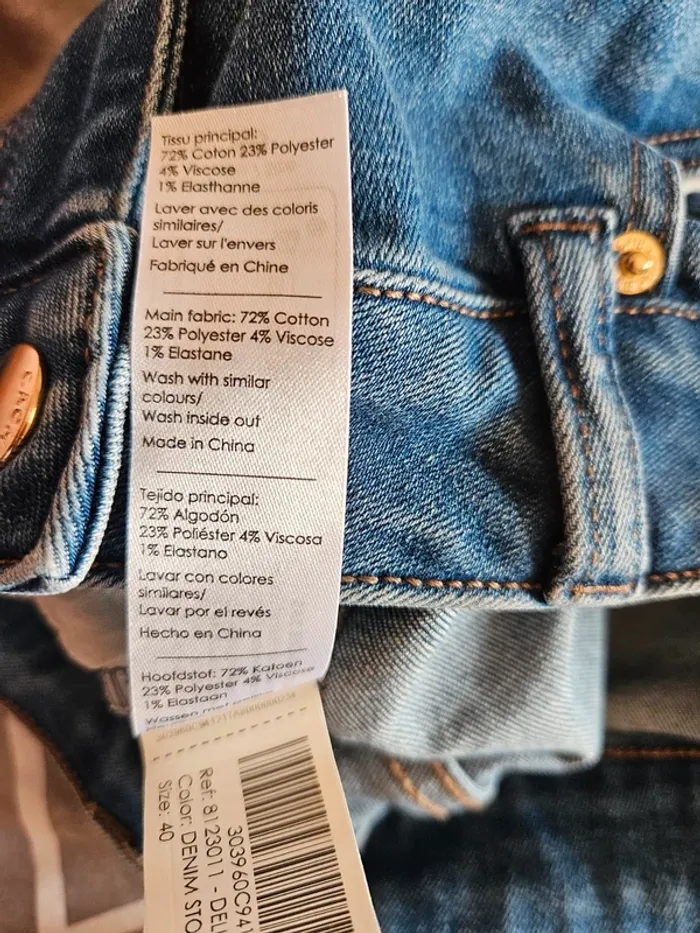 Tissu principal:
72% Coton 23% Polyester
4% Viscose
1% Elasthanne
Laver avec des coloris
similaires/
Laver sur l'envers
Fabriqué en Chine
Main fabric: 72% Cotton
23% Polyester 4% Viscose
1% Elastane
Wash with similar
colours/
Wash inside out
Made in China
Tejido principal:
72% Algodón
23% Poliéster 4% Viscosa
1% Elastano
Lavar con colores
similares/
Lavar por el revés
Hecho en China
Hoofdstof: 72% Katoen
23% Polyester 4% Viscose
1% Elastaan
Wassen met
303960C94
Ref: 8123011 - DEL
Color: DENIM STO
Size: 40